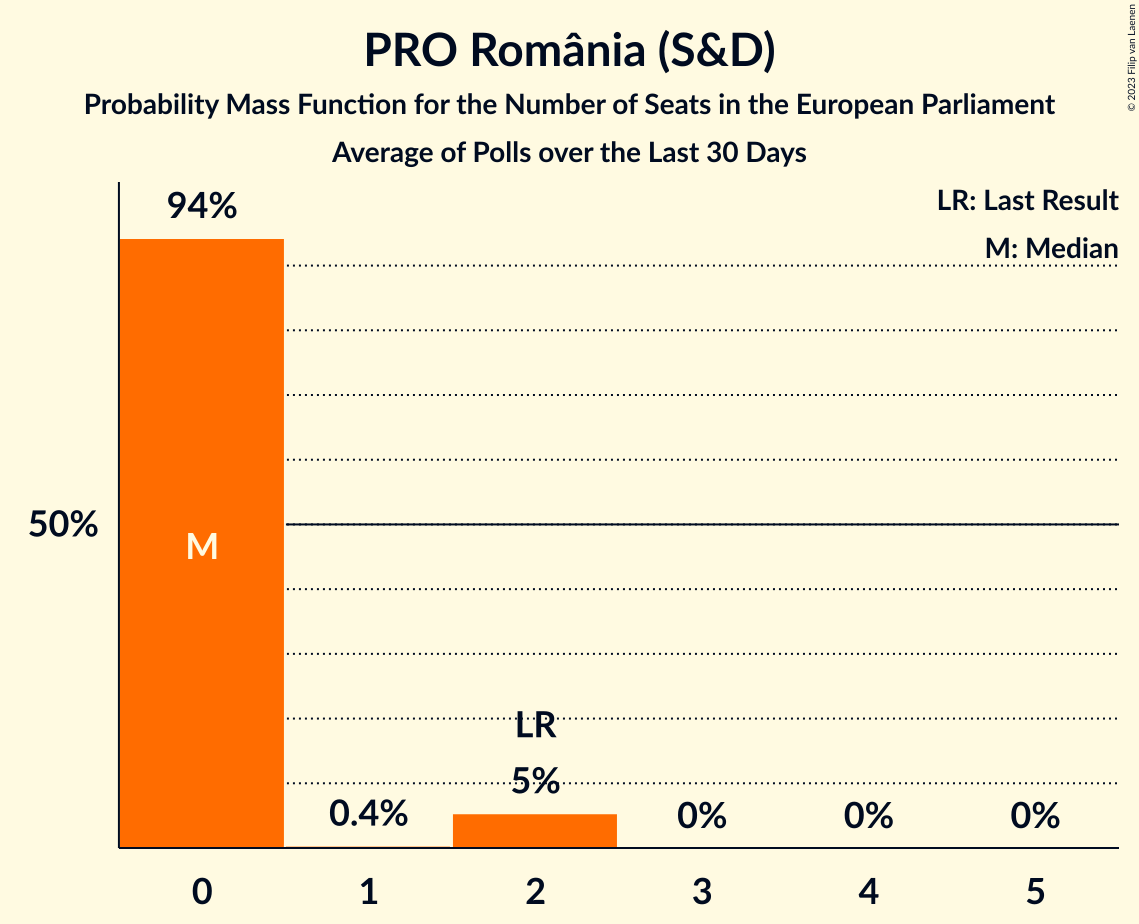 PRO România (S&D)
Probability Mass Function for the Number of Seats in the European Parliament
Average of Polls over the Last 30 Days
© 2023 Filip van Laenen
LR: Last Result
M: Median
94%
50%
M
LR
5%
0.4%
0%
0%
0%
0
1
2
3
4
5